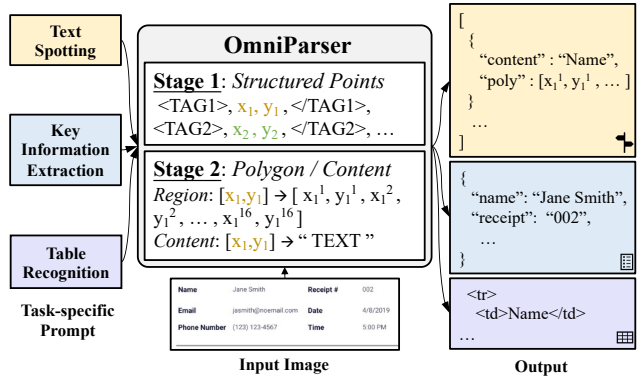 Text
Spotting
Key
Information
Extraction
Table
Recognition
Task-specific
Prompt
OmniParser
Stage 1: Structured Points
<TAG1>, x₁, y₁ , </TAG1>,
<TAG2>, x₂, y₂ , </TAG2>, …
Stage 2: Polygon / Content
Region: [x₁,y₁] → [ x₁¹ , y₁¹ , x₁² ,
y₁² , … , x₁¹⁶ , y₁¹⁶ ]
Content: [x₁,y₁] → “ TEXT ”
Name Jane Smith Receipt # 002
Email jasmith@noemail.com Date 4/8/2019
Phone Number (123) 123-4567 Time 5:00 PM
Input Image
[
{
“content” : “Name”,
“poly” : [x₁¹, y₁¹ , … ]
}
…
]
{
“name”: “Jane Smith”,
“receipt”: “002”,
…
}
<tr>
<td>Name</td>
…
Output